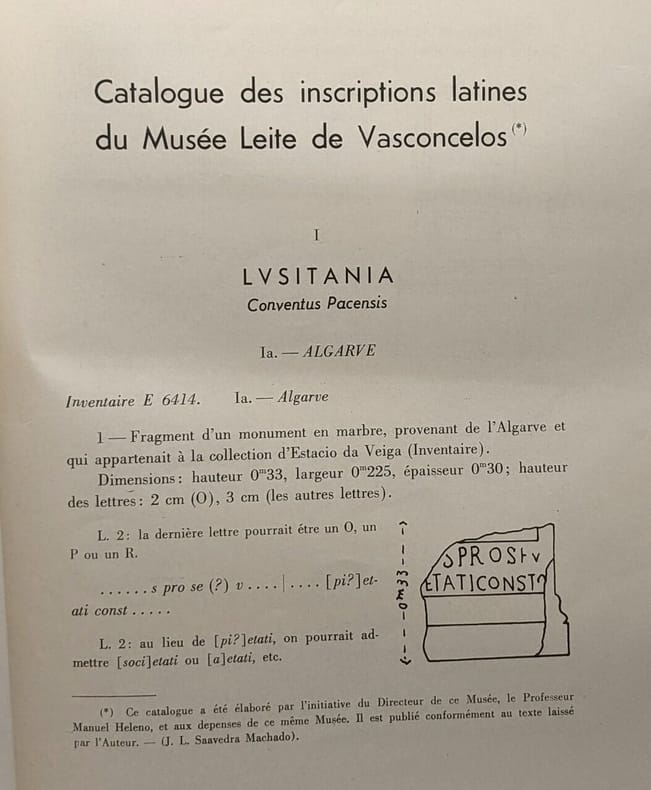 Catalogue des inscriptions latines
du Musée Leite de Vasconcelos (*)
I
LVSITANIA
Conventus Pacensis
Ia. — ALGARVE
Inventaire E 6414. Ia. — Algarve
1 — Fragment d'un monument en marbre, provenant de l'Algarve et
qui appartenait à la collection d'Estacio da Veiga (Inventaire).
Dimensions: hauteur 0m33, largeur 0m225, épaisseur 0m30; hauteur
des lettres: 2 cm (O), 3 cm (les autres lettres).
L. 2: la dernière lettre pourrait être un O, un
P ou un R.
......s pro se (?) v ....|.... [pi?]et-
ati const .....
L. 2: au lieu de [pi?]etati, on pourrait ad-
mettre [soci]etati ou [a]etati, etc.
0m33
S PROS
ETATICONST
(*) Ce catalogue a été élaboré par l'initiative du Directeur de ce Musée, le Professeur
Manuel Heleno, et aux depenses de ce même Musée. Il est publié conformément au texte laissé
par l'Auteur. — (J. L. Saavedra Machado).